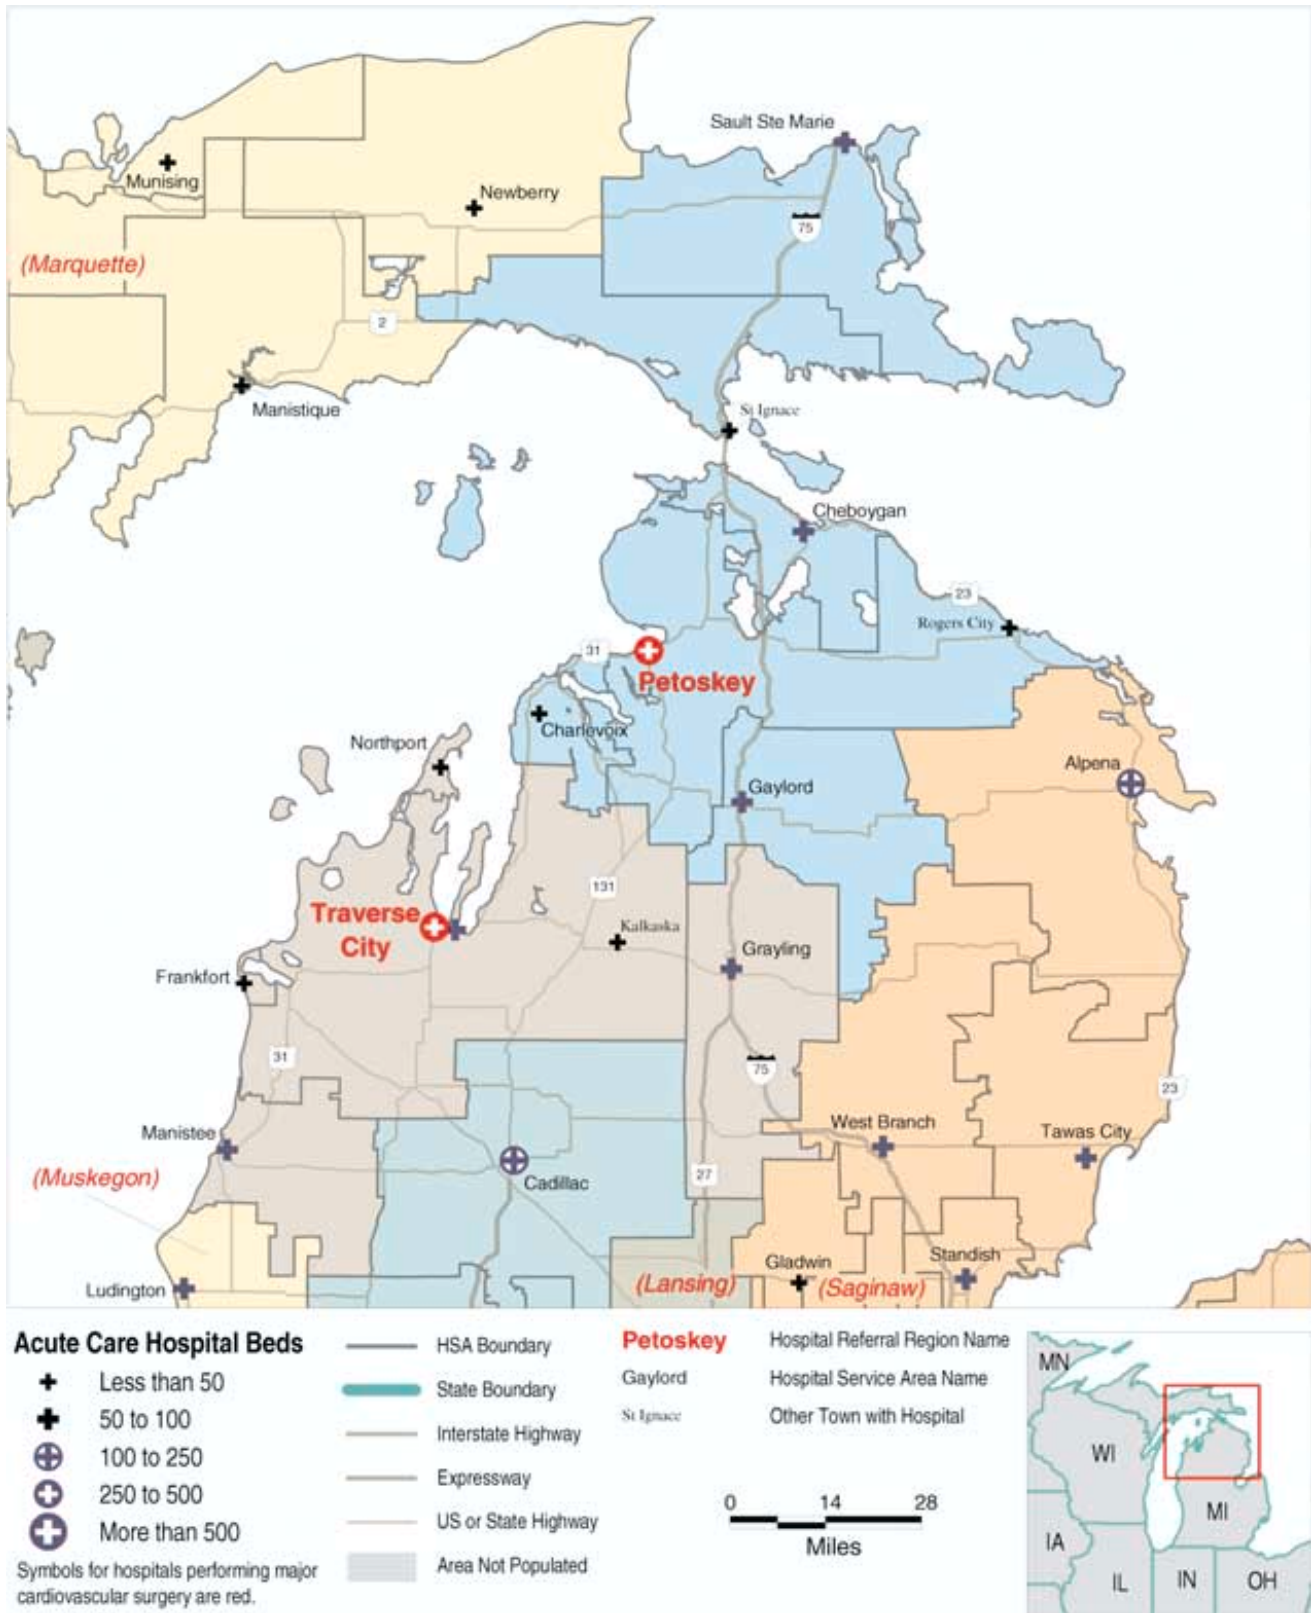 Sault Ste Marie
Munising
Newberry
75
(Marquette)
2
Manistique
St Ignace
Cheboygan
23
Rogers City
31
Petoskey
Charlevoix
Northport
Alpena
Gaylord
131
Traverse
City
Kalkaska
Grayling
Frankfort
31
75
23
Manistee
West Branch
Tawas City
(Muskegon)
27
Cadillac
Gladwin
Standish
(Lansing)
(Saginaw)
Ludington
Acute Care Hospital Beds
Less than 50
50 to 100
100 to 250
250 to 500
More than 500
Symbols for hospitals performing major
cardiovascular surgery are red.
HSA Boundary
State Boundary
Interstate Highway
Expressway
US or State Highway
Area Not Populated
Petoskey Hospital Referral Region Name
Gaylord Hospital Service Area Name
St Ignace Other Town with Hospital
0 14 28
Miles
MN
WI
MI
IA
IL
IN
OH